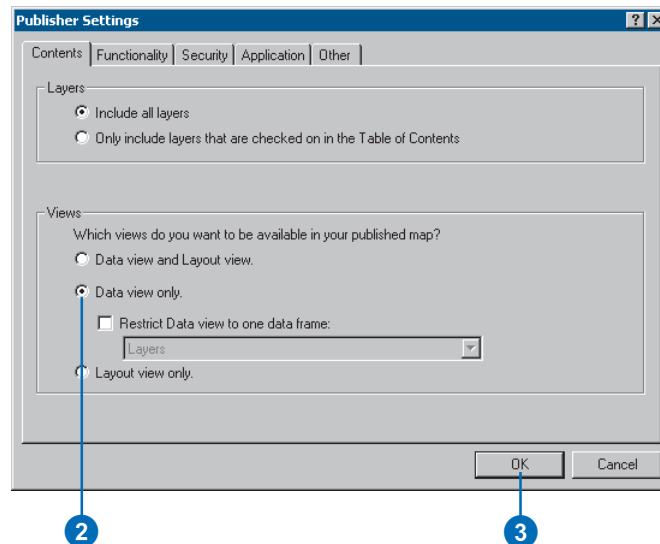 Publisher Settings
Contents Functionality Security Application Other
Layers
Include all layers
Only include layers that are checked on in the Table of Contents
Views
Which views do you want to be available in your published map?
Data view and Layout view.
Data view only.
Restrict Data view to one data frame:
Layers
Layout view only.
OK Cancel
2 3